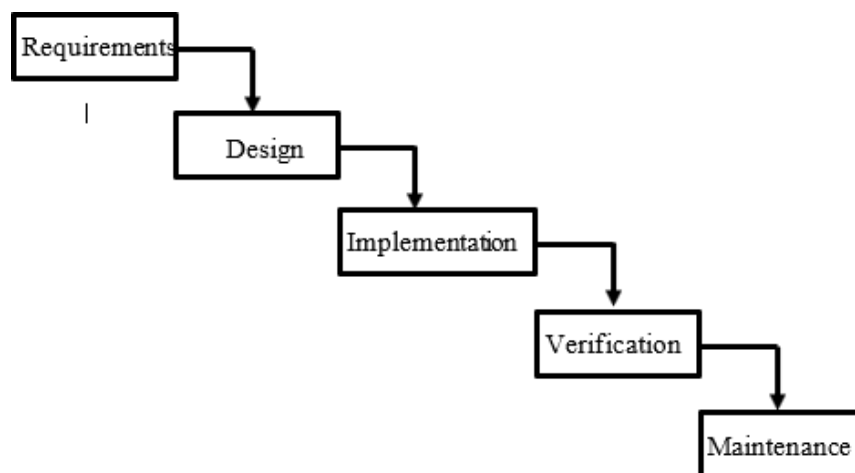 Requirements
Design
Implementation
Verification
Maintenance